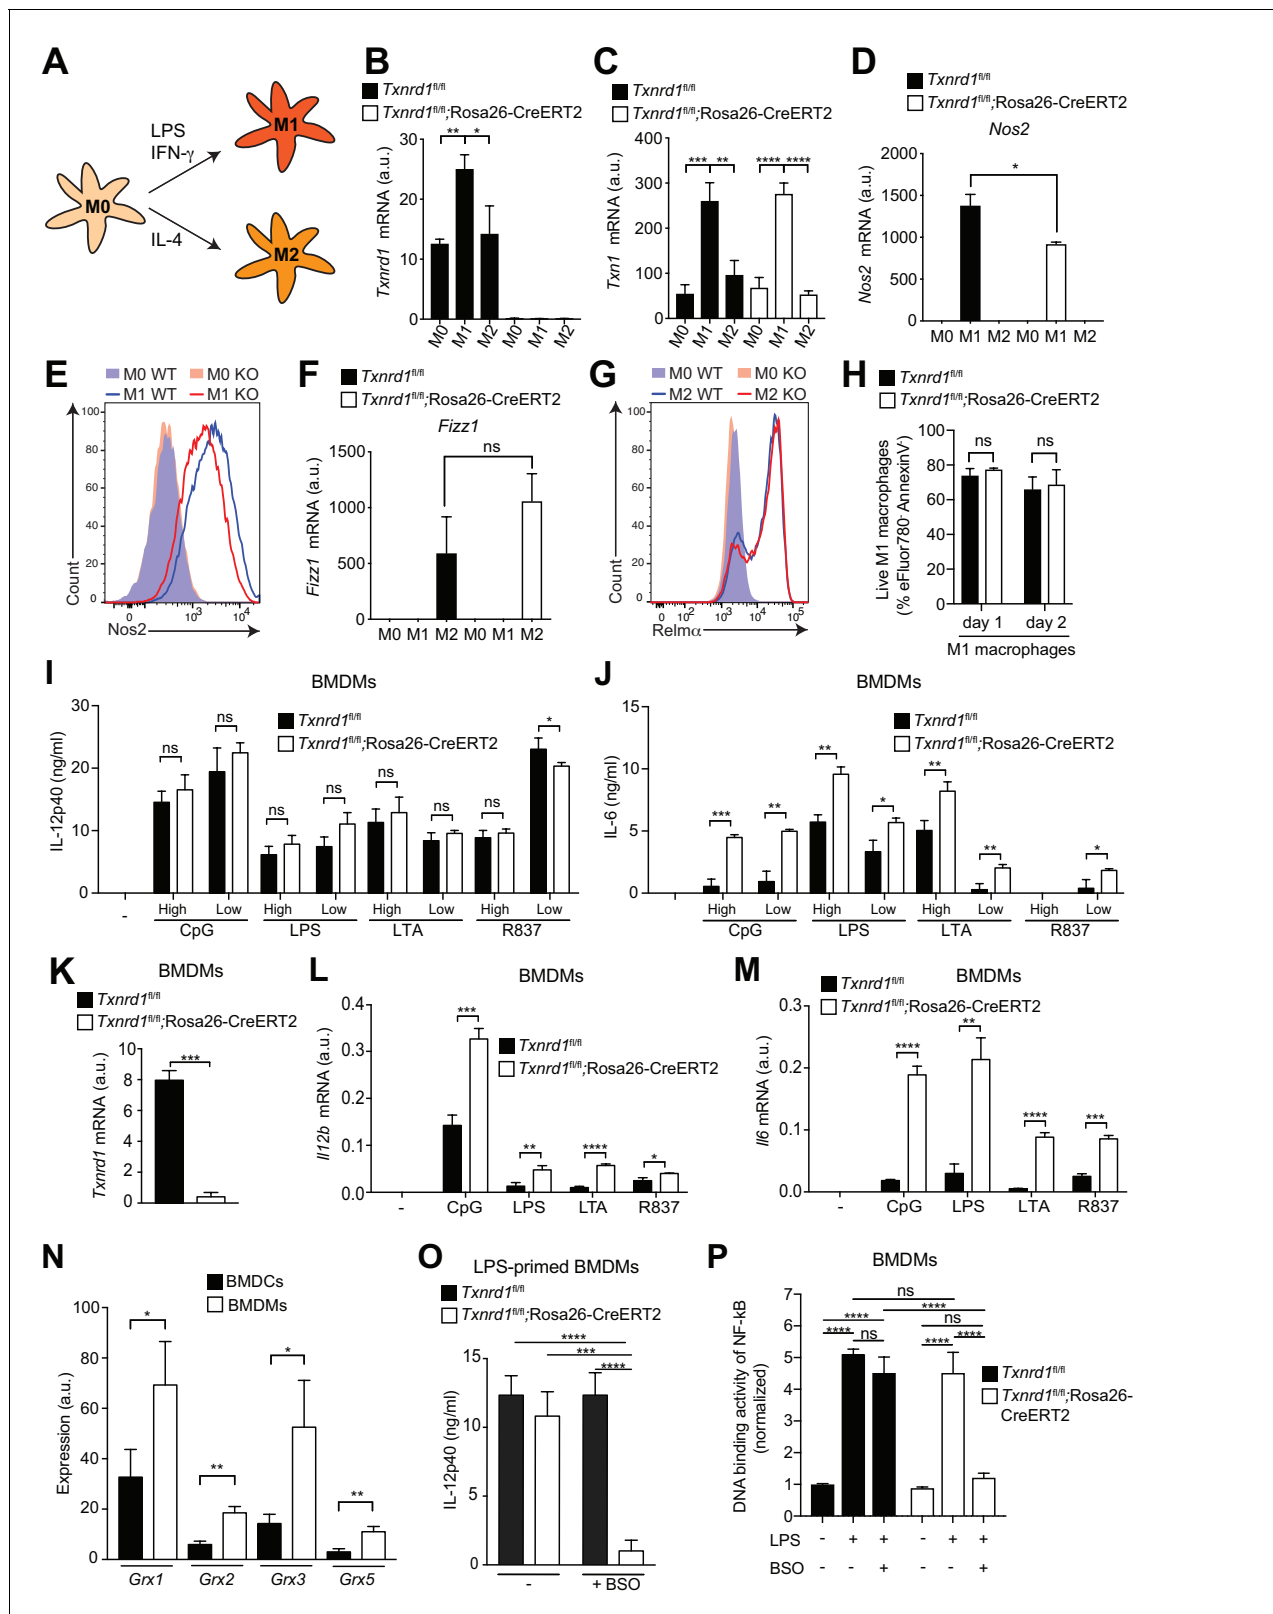 A
LPS
IFN-γ
M0
IL-4
M1
M2
B
Txnrd1fl/fl
Txnrd1fl/fl;Rosa26-CreERT2
Txnrd1 mRNA (a.u.)
30
20
10
0
** *
M0 M1 M2 M0 M1 M2
C
Txnrd1fl/fl
Txnrd1fl/fl;Rosa26-CreERT2
Txn1 mRNA (a.u.)
400
300
200
100
0
*** ** **** ****
M0 M1 M2 M0 M1 M2
D
Txnrd1fl/fl
Txnrd1fl/fl;Rosa26-CreERT2
Nos2
Nos2 mRNA (a.u.)
2000
1500
1000
500
0
*
M0 M1 M2 M0 M1 M2
E
M0 WT M0 KO
M1 WT M1 KO
Count
100
80
60
40
20
0
0 103 104
Nos2
F
Txnrd1fl/fl
Txnrd1fl/fl;Rosa26-CreERT2
Fizz1
Fizz1 mRNA (a.u.)
1500
1000
500
0
ns
M0 M1 M2 M0 M1 M2
G
M0 WT M0 KO
M2 WT M2 KO
Count
100
80
60
40
20
0
0 102 103 104 105
Relmα
H
Txnrd1fl/fl
Txnrd1fl/fl;Rosa26-CreERT2
Live M1 macrophages
(% eFluor780- AnnexinV-)
100
80
60
40
20
0
ns ns
day 1 day 2
M1 macrophages
I
BMDMs
Txnrd1fl/fl
Txnrd1fl/fl;Rosa26-CreERT2
IL-12p40 (ng/ml)
30
20
10
0
ns ns ns ns ns ns ns *
- High Low High Low High Low High Low
CpG LPS LTA R837
J
BMDMs
Txnrd1fl/fl
Txnrd1fl/fl;Rosa26-CreERT2
IL-6 (ng/ml)
15
10
5
0
*** ** ** * ** ** *
High Low High Low High Low High Low
CpG LPS LTA R837
K
BMDMs
Txnrd1fl/fl
Txnrd1fl/fl;Rosa26-CreERT2
Txnrd1 mRNA (a.u.)
10
8
6
4
2
0
***
L
BMDMs
Txnrd1fl/fl
Txnrd1fl/fl;Rosa26-CreERT2
Il12b mRNA (a.u.)
0.4
0.3
0.2
0.1
0.0
*** ** **** *
- CpG LPS LTA R837
M
BMDMs
Txnrd1fl/fl
Txnrd1fl/fl;Rosa26-CreERT2
Il6 mRNA (a.u.)
0.3
0.2
0.1
0.0
**** ** **** ***
- CpG LPS LTA R837
N
BMDCs
BMDMs
Expression (a.u.)
100
80
60
40
20
0
* ** * **
Grx1 Grx2 Grx3 Grx5
O
LPS-primed BMDMs
Txnrd1fl/fl
Txnrd1fl/fl;Rosa26-CreERT2
IL-12p40 (ng/ml)
15
10
5
0
****
***
****
- + BSO
P
BMDMs
DNA binding activity of NF-kB
(normalized)
7
6
5
4
3
2
1
0
ns
****
**** ns
**** ns **** ****
Txnrd1fl/fl
Txnrd1fl/fl;Rosa26-
CreERT2
LPS - + + - + +
BSO - - + - - +